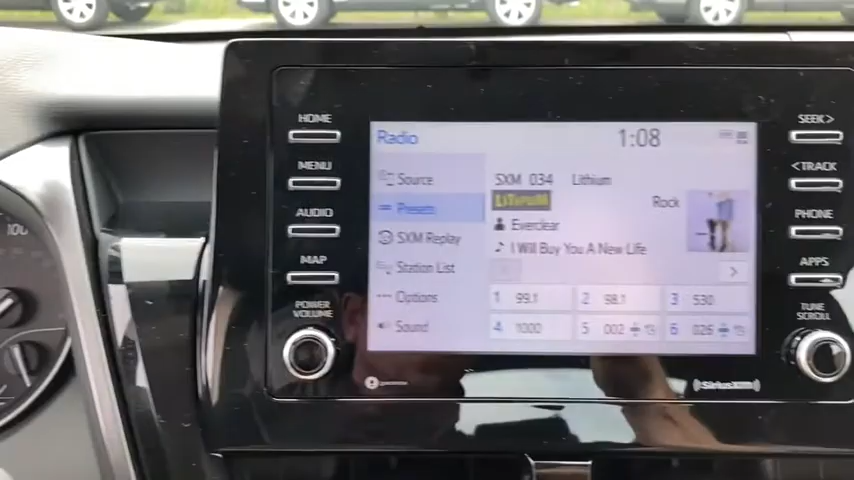 HOME
MENU
AUDIO
MAP
POWER
VOLUME
Radio
1:08
Source
Presets
SXM Replay
Station List
Options
Sound
SXM 034 Lithium
LiTHiUM
Rock
Everclear
I Will Buy You A New Life
1 99.1
2 98.1
3 530
4 1000
5 002
6 026
SEEK>
<TRACK
PHONE
APPS
TUNE
SCROLL
((SiriusXM))
100